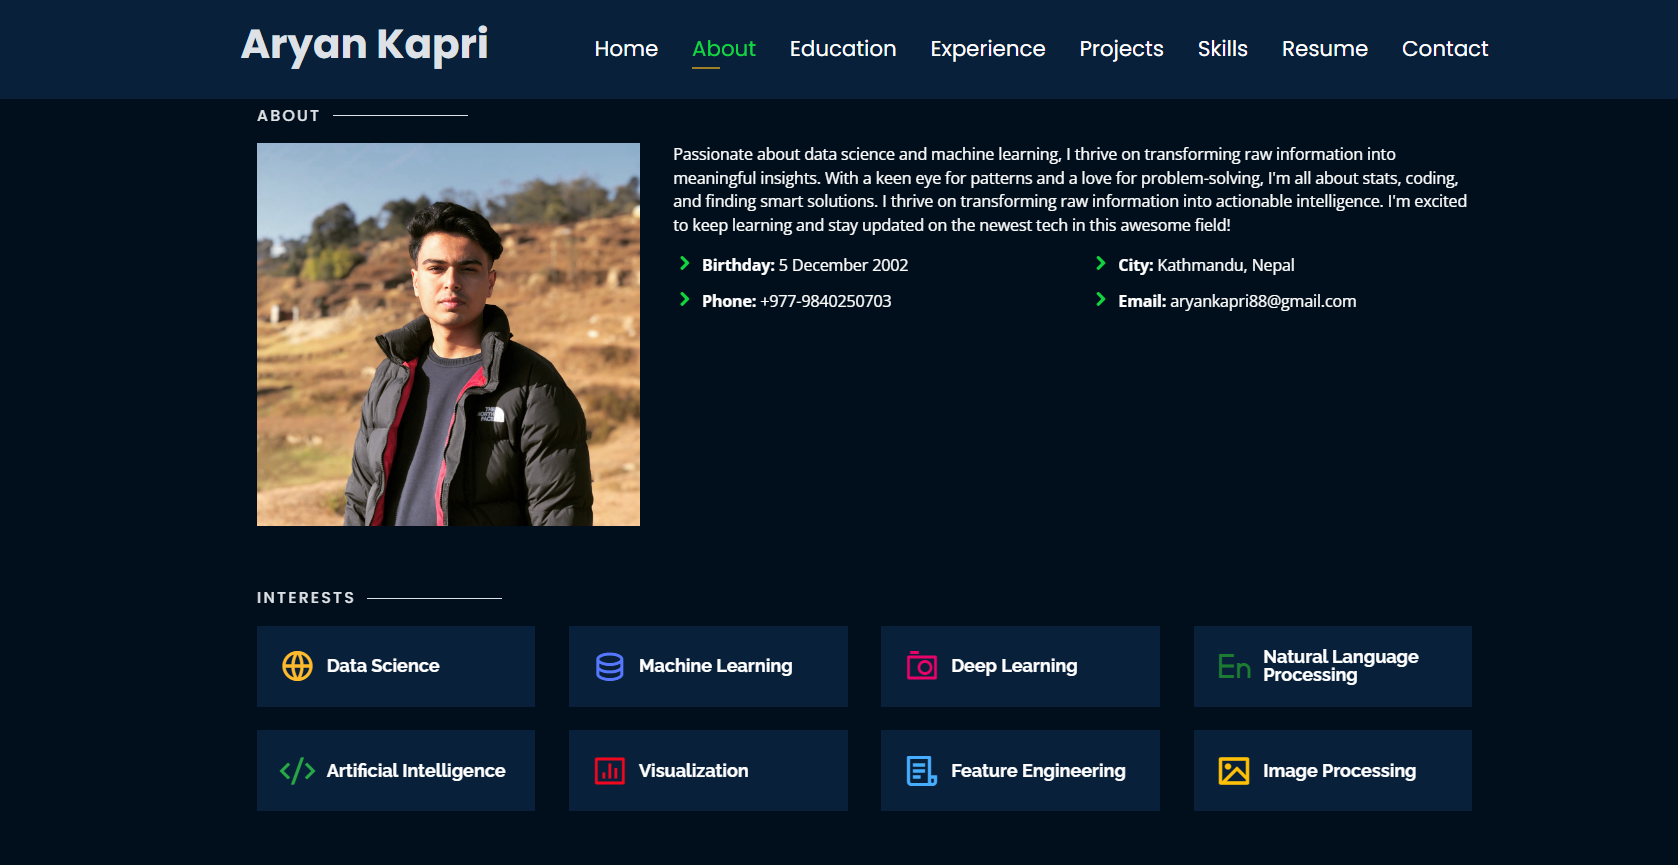 Aryan Kapri
Home About Education Experience Projects Skills Resume Contact
ABOUT
Passionate about data science and machine learning, I thrive on transforming raw information into
meaningful insights. With a keen eye for patterns and a love for problem-solving, I'm all about stats, coding,
and finding smart solutions. I thrive on transforming raw information into actionable intelligence. I'm excited
to keep learning and stay updated on the newest tech in this awesome field!
Birthday: 5 December 2002
City: Kathmandu, Nepal
Phone: +977-9840250703
Email: aryankapri88@gmail.com
THE
NORTH
FACE
INTERESTS
Data Science
Machine Learning
Deep Learning
En
Natural Language
Processing
Artificial Intelligence
Visualization
Feature Engineering
Image Processing